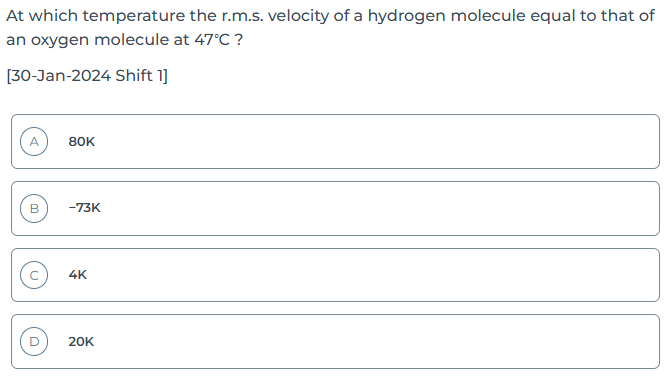 At which temperature the r.m.s. velocity of a hydrogen molecule equal to that of
an oxygen molecule at 47°C ?
[30-Jan-2024 Shift 1]
A 80K
B −73K
C 4K
D 20K